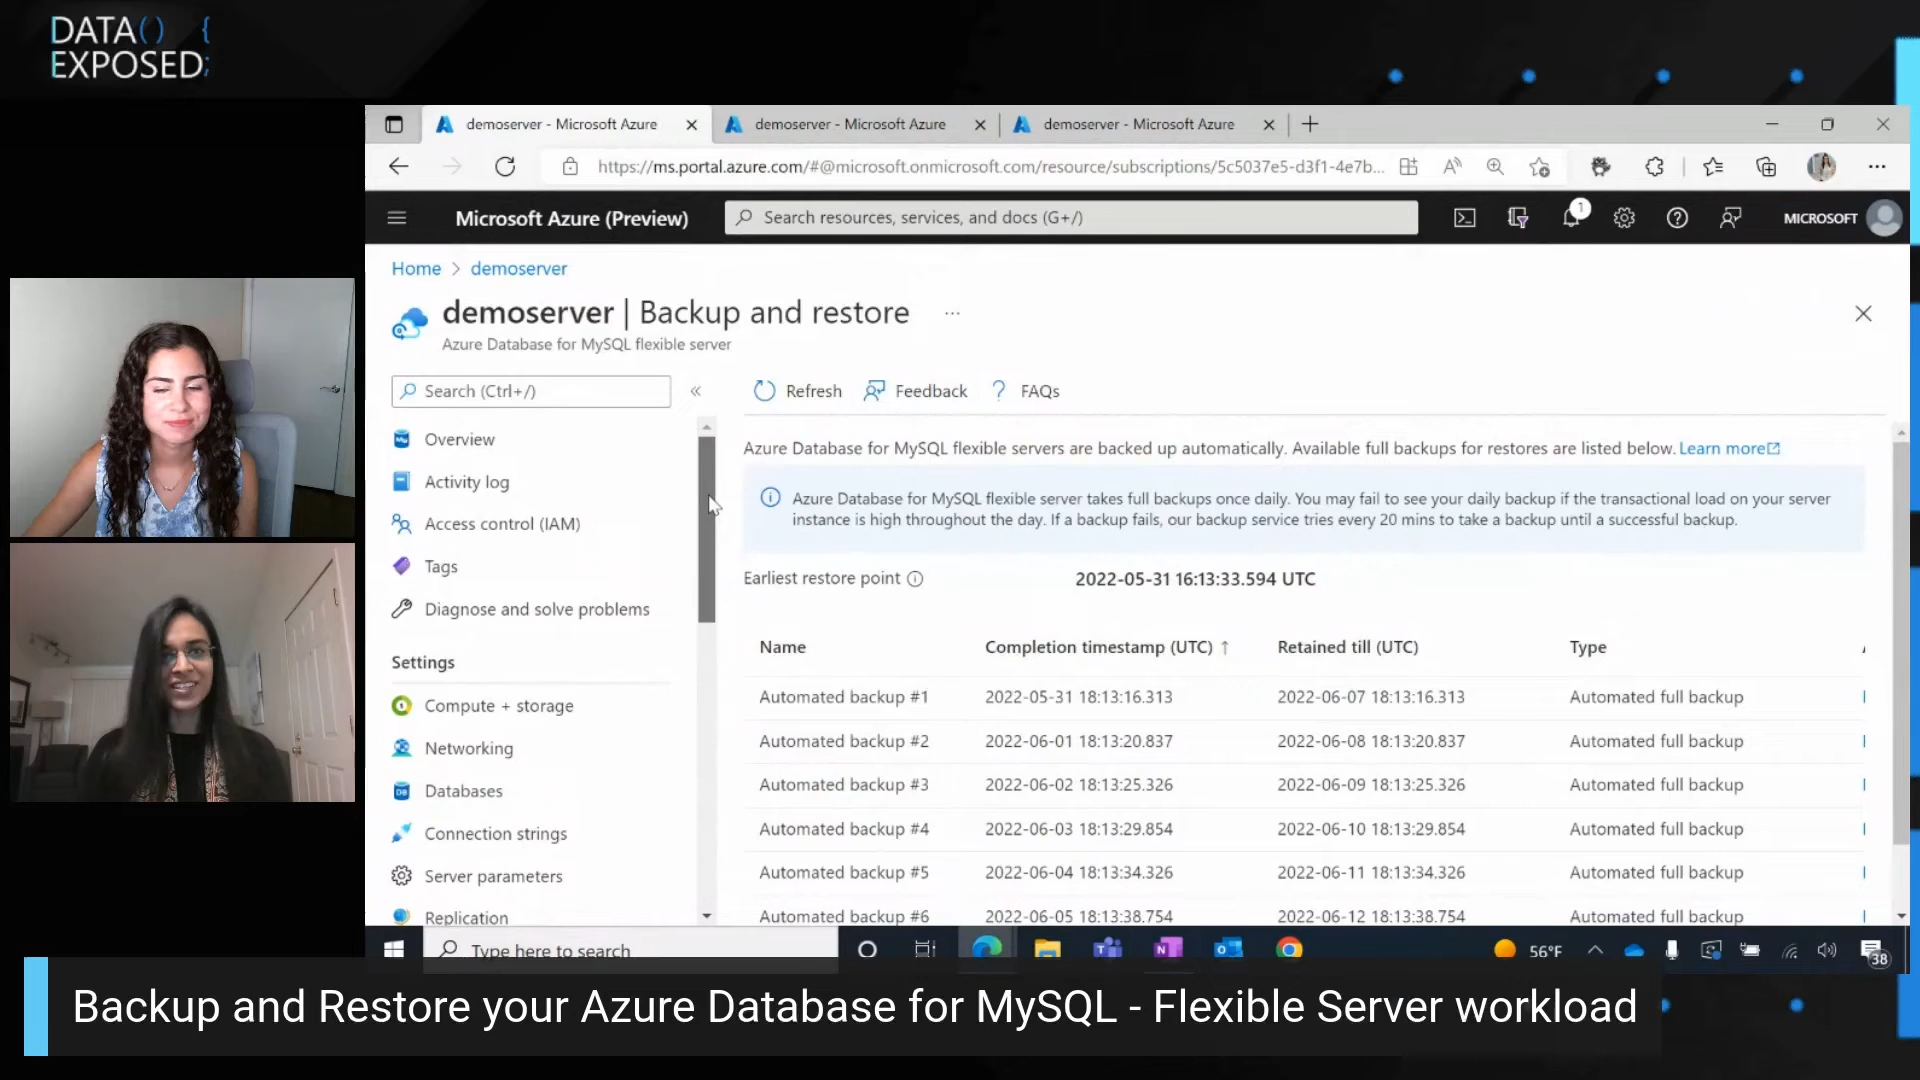 DATA() {
EXPOSED;
demoserver - Microsoft Azure
demoserver - Microsoft Azure
demoserver - Microsoft Azure
https://ms.portal.azure.com/#@microsoft.onmicrosoft.com/resource/subscriptions/5c5037e5-d3f1-4e7b...
Microsoft Azure (Preview)
Search resources, services, and docs (G+/)
1
MICROSOFT
Home > demoserver
demoserver | Backup and restore ...
Azure Database for MySQL flexible server
Search (Ctrl+/)
«
Overview
Activity log
Access control (IAM)
Tags
Diagnose and solve problems
Settings
Compute + storage
Networking
Databases
Connection strings
Server parameters
Replication
Refresh
Feedback
? FAQs
Azure Database for MySQL flexible servers are backed up automatically. Available full backups for restores are listed below. Learn more
Azure Database for MySQL flexible server takes full backups once daily. You may fail to see your daily backup if the transactional load on your server
instance is high throughout the day. If a backup fails, our backup service tries every 20 mins to take a backup until a successful backup.
Earliest restore point 2022-05-31 16:13:33.594 UTC
Name Completion timestamp (UTC) ↑ Retained till (UTC) Type
Automated backup #1 2022-05-31 18:13:16.313 2022-06-07 18:13:16.313 Automated full backup
Automated backup #2 2022-06-01 18:13:20.837 2022-06-08 18:13:20.837 Automated full backup
Automated backup #3 2022-06-02 18:13:25.326 2022-06-09 18:13:25.326 Automated full backup
Automated backup #4 2022-06-03 18:13:29.854 2022-06-10 18:13:29.854 Automated full backup
Automated backup #5 2022-06-04 18:13:34.326 2022-06-11 18:13:34.326 Automated full backup
Automated backup #6 2022-06-05 18:13:38.754 2022-06-12 18:13:38.754 Automated full backup
Type here to search
56°F
38
Backup and Restore your Azure Database for MySQL - Flexible Server workload